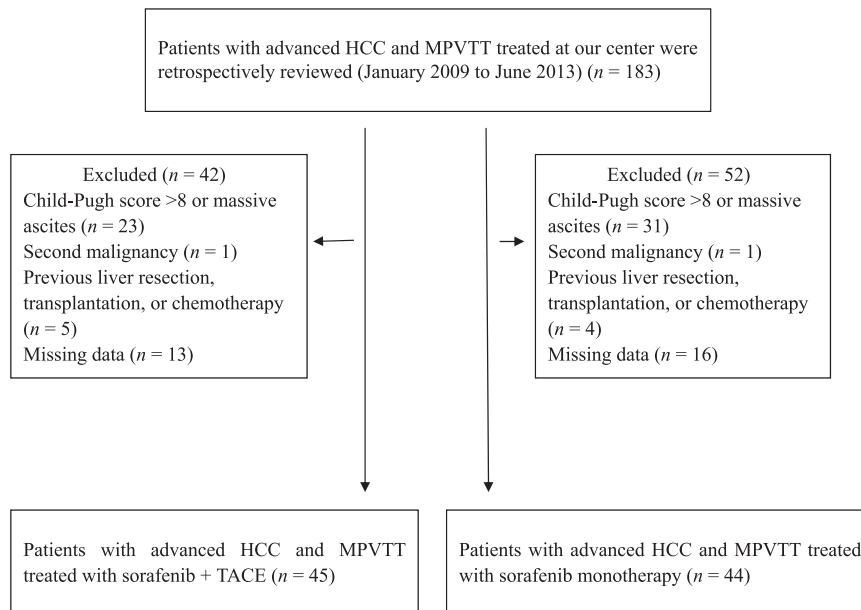 Patients with advanced HCC and MPVTT treated at our center were
retrospectively reviewed (January 2009 to June 2013) (n = 183)
Excluded (n = 42)
Child-Pugh score >8 or massive
ascites (n = 23)
Second malignancy (n = 1)
Previous liver resection,
transplantation, or chemotherapy
(n = 5)
Missing data (n = 13)
Excluded (n = 52)
Child-Pugh score >8 or massive
ascites (n = 31)
Second malignancy (n = 1)
Previous liver resection,
transplantation, or chemotherapy
(n = 4)
Missing data (n = 16)
Patients with advanced HCC and MPVTT
treated with sorafenib + TACE (n = 45)
Patients with advanced HCC and MPVTT treated
with sorafenib monotherapy (n = 44)